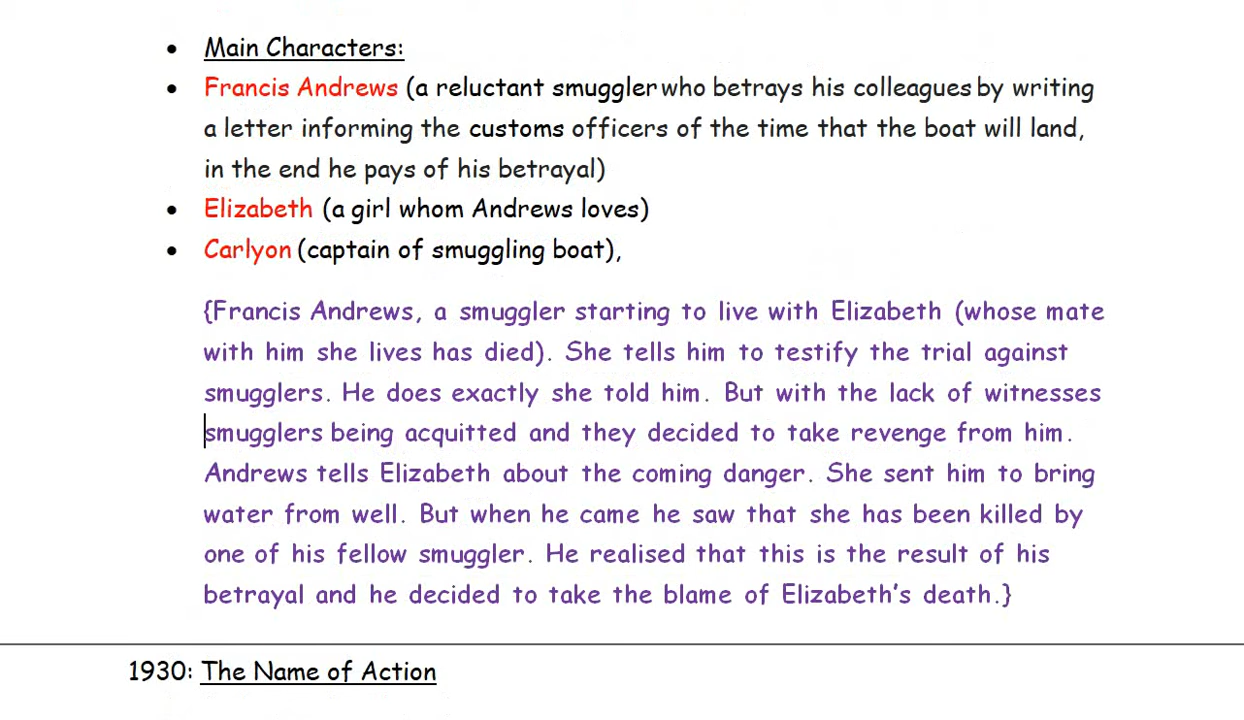 • Main Characters:
• Francis Andrews (a reluctant smuggler who betrays his colleagues by writing
a letter informing the customs officers of the time that the boat will land,
in the end he pays of his betrayal)
• Elizabeth (a girl whom Andrews loves)
• Carlyon (captain of smuggling boat),
{Francis Andrews, a smuggler starting to live with Elizabeth (whose mate
with him she lives has died). She tells him to testify the trial against
smugglers. He does exactly she told him. But with the lack of witnesses
smugglers being acquitted and they decided to take revenge from him.
Andrews tells Elizabeth about the coming danger. She sent him to bring
water from well. But when he came he saw that she has been killed by
one of his fellow smuggler. He realised that this is the result of his
betrayal and he decided to take the blame of Elizabeth's death.}
1930: The Name of Action